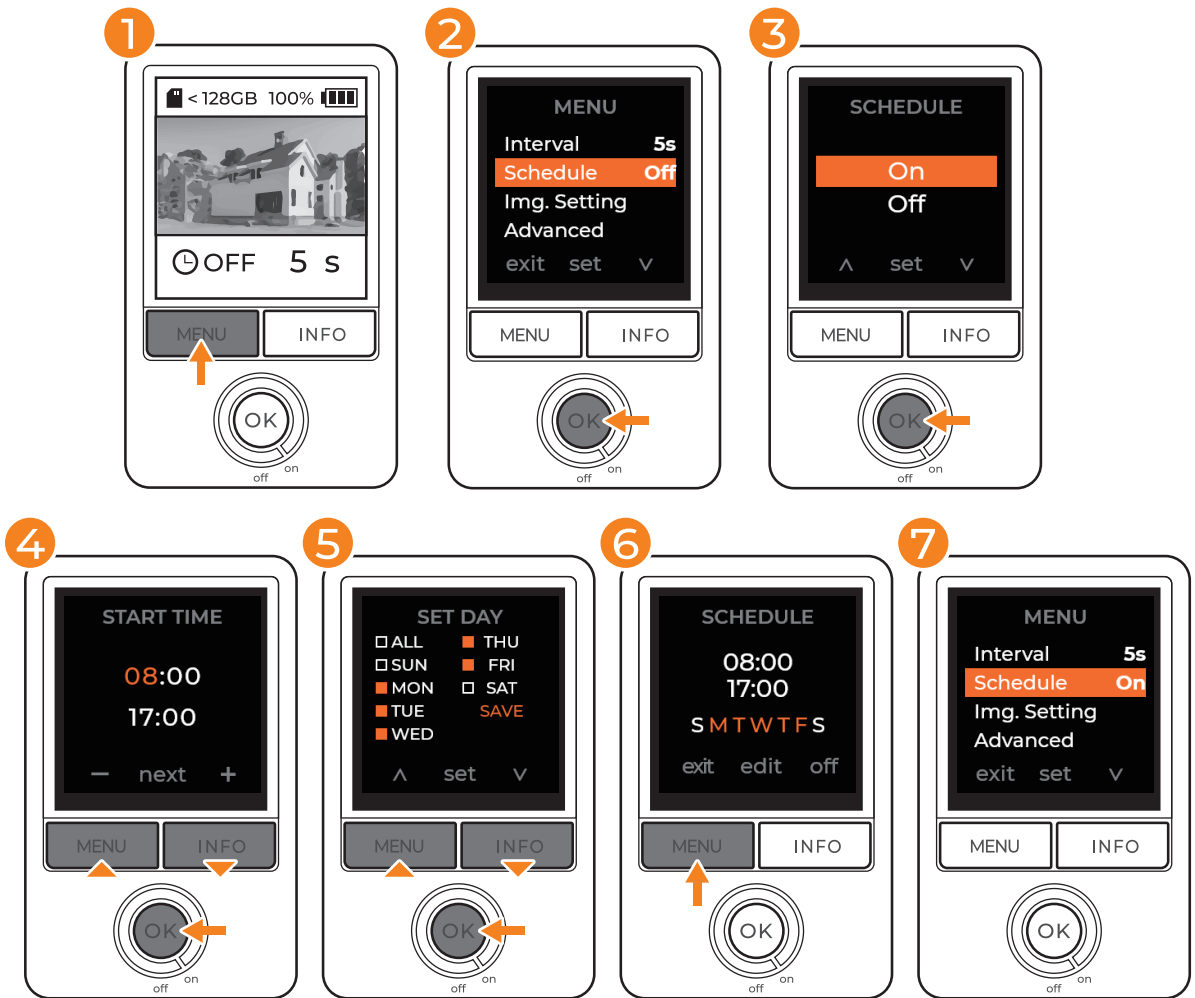 1
< 128GB 100%
OFF 5 s
MENU INFO
OK
off on
2
MENU
Interval 5s
Schedule Off
Img. Setting
Advanced
exit set v
MENU INFO
OK
off on
3
SCHEDULE
On
Off
^ set v
MENU INFO
OK
off on
4
START TIME
08:00
17:00
– next +
MENU INFO
OK
off on
5
SET DAY
ALL THU
SUN FRI
MON SAT
TUE SAVE
WED
^ set v
MENU INFO
OK
off on
6
SCHEDULE
08:00
17:00
S M T W T F S
exit edit off
MENU INFO
OK
off on
7
MENU
Interval 5s
Schedule On
Img. Setting
Advanced
exit set v
MENU INFO
OK
off on